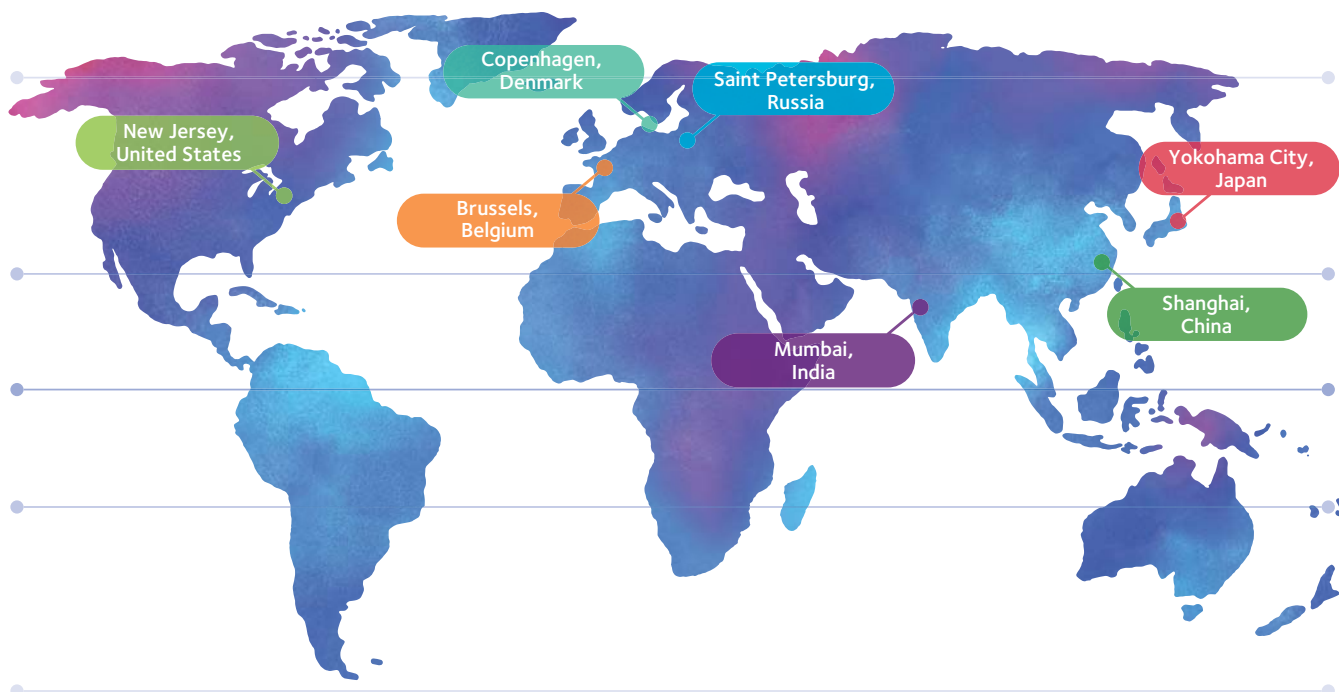 Copenhagen,
Denmark
Saint Petersburg,
Russia
New Jersey,
United States
Yokohama City,
Japan
Brussels,
Belgium
Shanghai,
China
Mumbai,
India